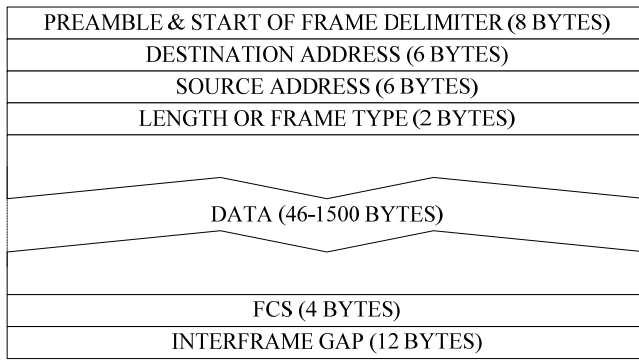 PREAMBLE & START OF FRAME DELIMITER (8 BYTES)
DESTINATION ADDRESS (6 BYTES)
SOURCE ADDRESS (6 BYTES)
LENGTH OR FRAME TYPE (2 BYTES)
DATA (46-1500 BYTES)
FCS (4 BYTES)
INTERFRAME GAP (12 BYTES)